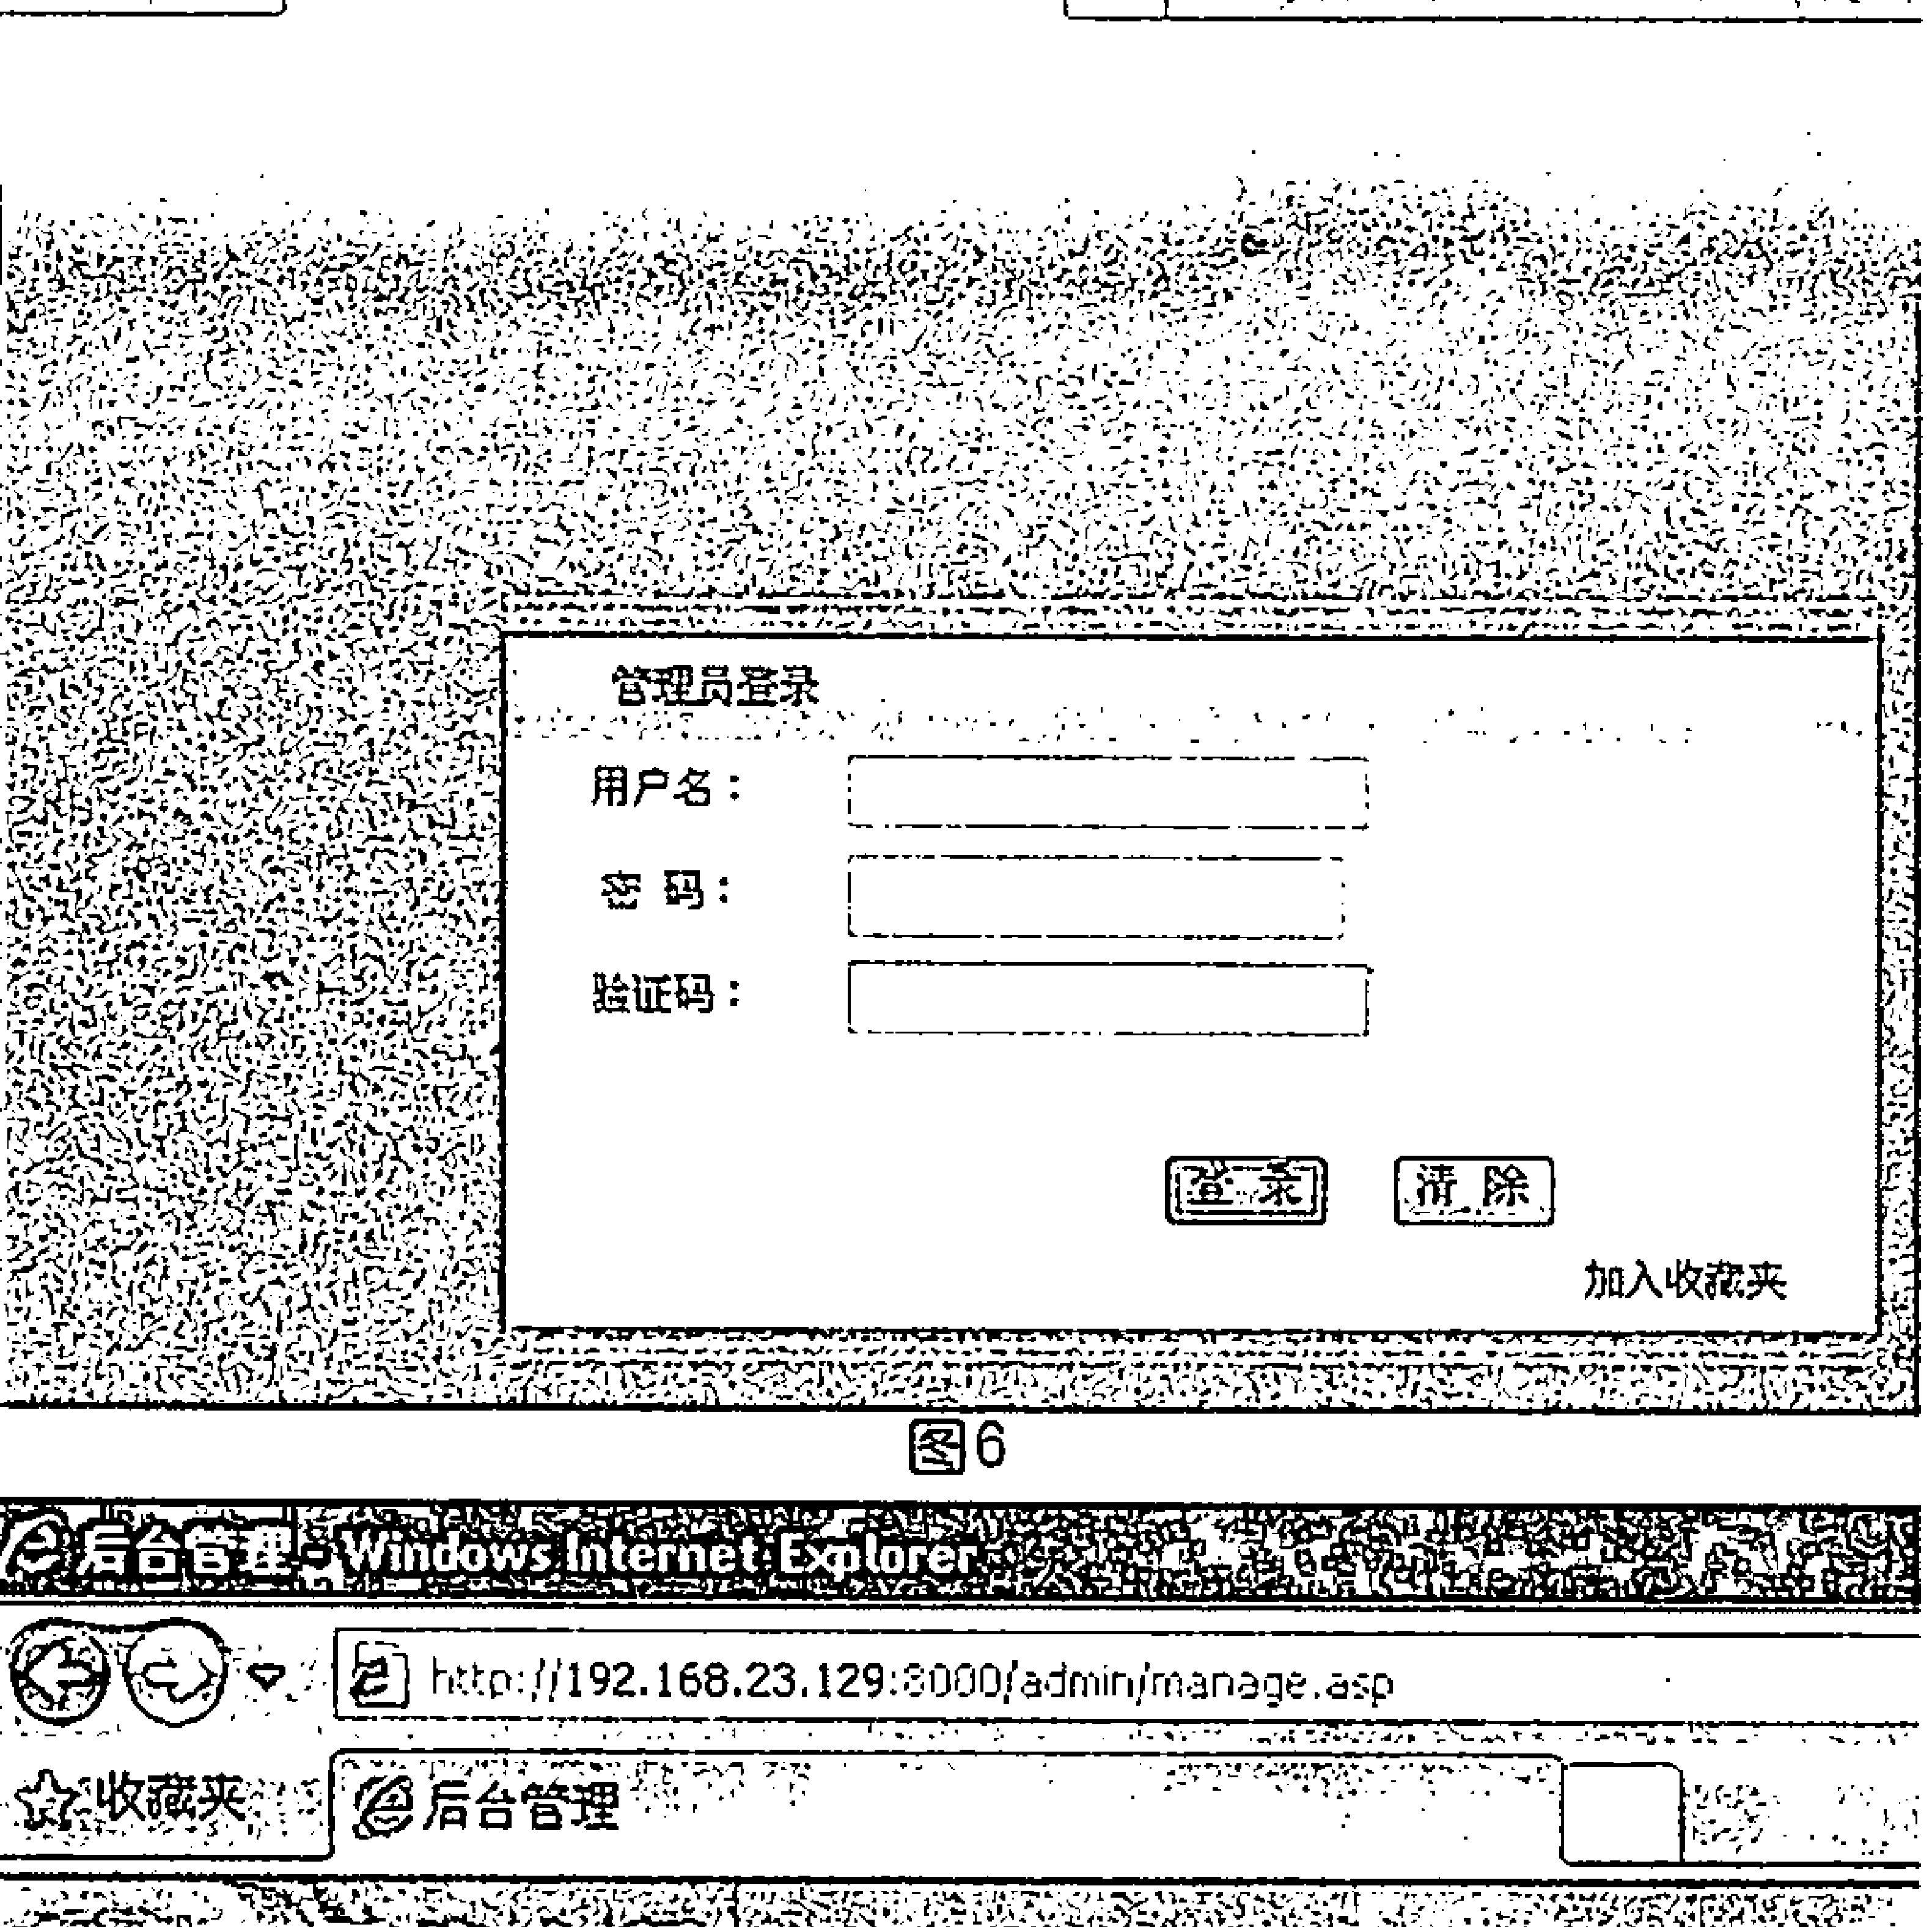 管理员登录
用户名：
密 码：
验证码：
登 录 清 除
加入收藏夹
图6
后台管理 - Windows Internet Explorer
http://192.168.23.129:8000/admin/manage.asp
收藏夹 后台管理